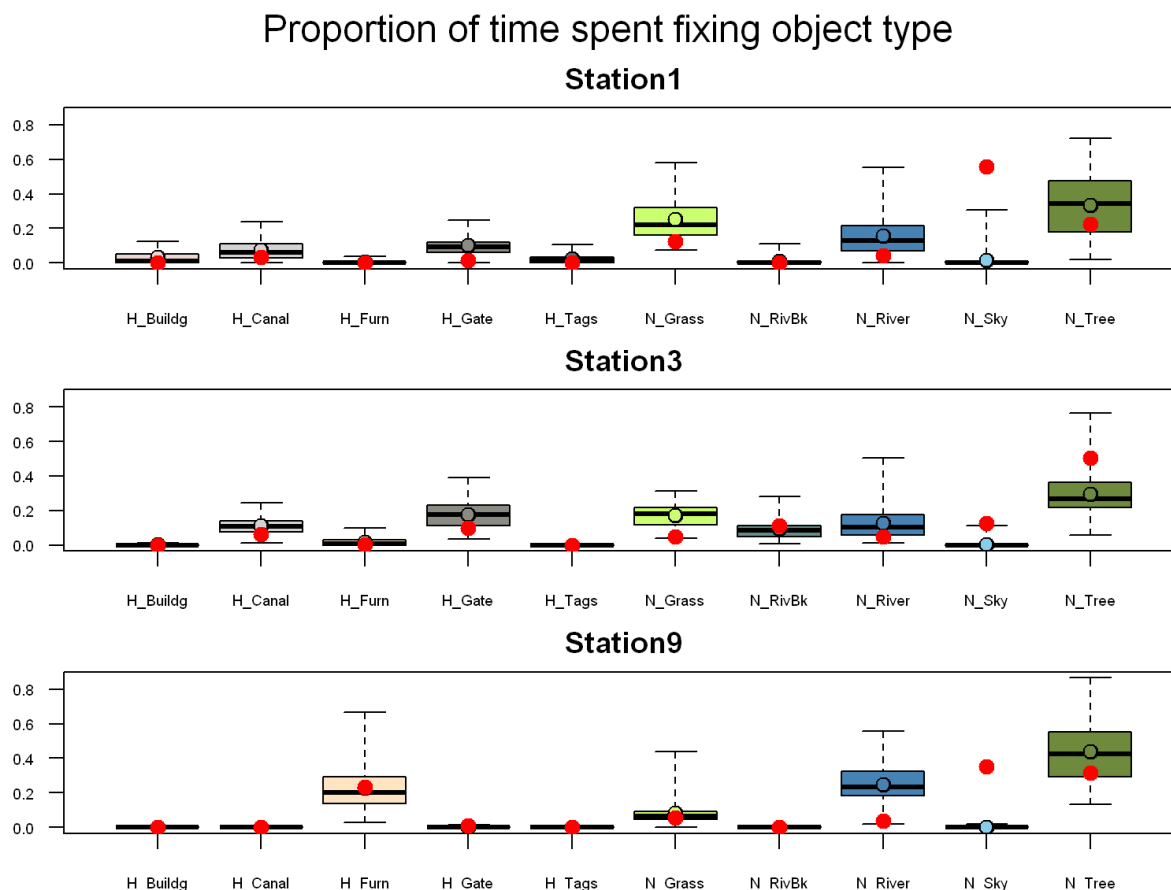 Proportion of time spent fixing object type
Station1
0.8
0.6
0.4
0.2
0.0
H_Buildg H_Canal H_Furn H_Gate H_Tags N_Grass N_RivBk N_River N_Sky N_Tree
Station3
0.8
0.6
0.4
0.2
0.0
H_Buildg H_Canal H_Furn H_Gate H_Tags N_Grass N_RivBk N_River N_Sky N_Tree
Station9
0.8
0.6
0.4
0.2
0.0
H_Buildg H_Canal H_Furn H_Gate H_Tags N_Grass N_RivBk N_River N_Sky N_Tree